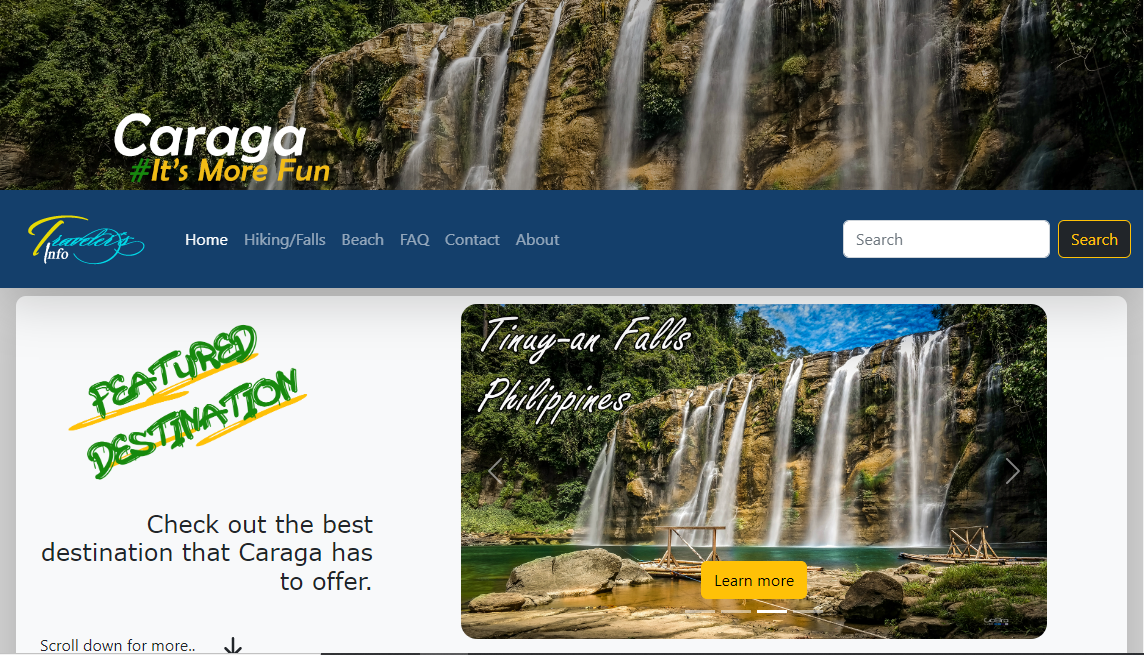 Caraga
#It's More Fun
Traveler's
Info
Home Hiking/Falls Beach FAQ Contact About
Search Search
FEATURED
DESTINATION
Tinuy-an Falls
Philippines
Check out the best
destination that Caraga has
to offer.
Learn more
Scroll down for more..